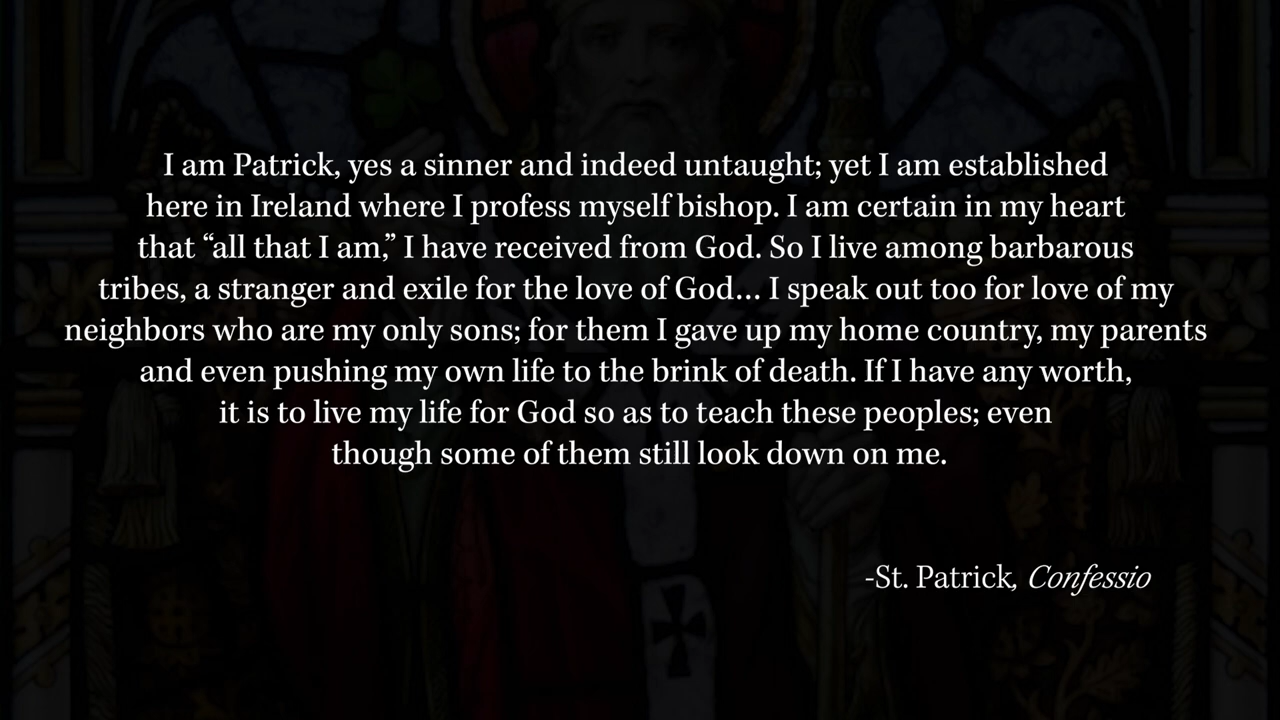 I am Patrick, yes a sinner and indeed untaught; yet I am established
here in Ireland where I profess myself bishop. I am certain in my heart
that “all that I am,” I have received from God. So I live among barbarous
tribes, a stranger and exile for the love of God... I speak out too for love of my
neighbors who are my only sons; for them I gave up my home country, my parents
and even pushing my own life to the brink of death. If I have any worth,
it is to live my life for God so as to teach these peoples; even
though some of them still look down on me.
-St. Patrick, Confessio